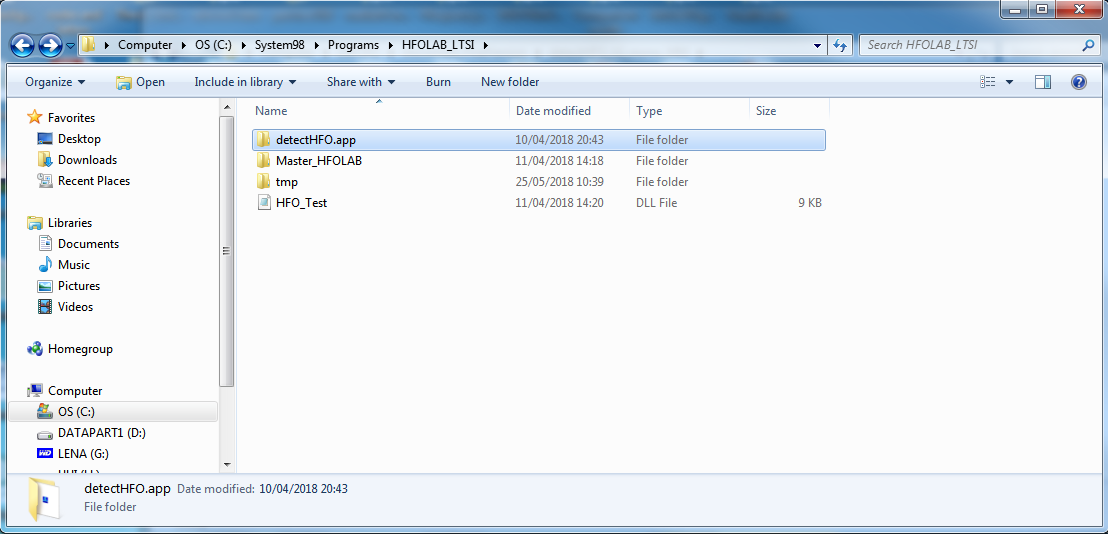 Computer ▸ OS (C:) ▸ System98 ▸ Programs ▸ HFOLAB_LTSI ▸
Search HFOLAB_LTSI
Organize Open Include in library Share with Burn New folder
Name Date modified Type Size
Favorites
Desktop
Downloads
Recent Places
Libraries
Documents
Music
Pictures
Videos
Homegroup
Computer
OS (C:)
DATAPART1 (D:)
WD LENA (G:)
detectHFO.app 10/04/2018 20:43 File folder
Master_HFOLAB 11/04/2018 14:18 File folder
tmp 25/05/2018 10:39 File folder
HFO_Test 11/04/2018 14:20 DLL File 9 KB
detectHFO.app Date modified: 10/04/2018 20:43
File folder